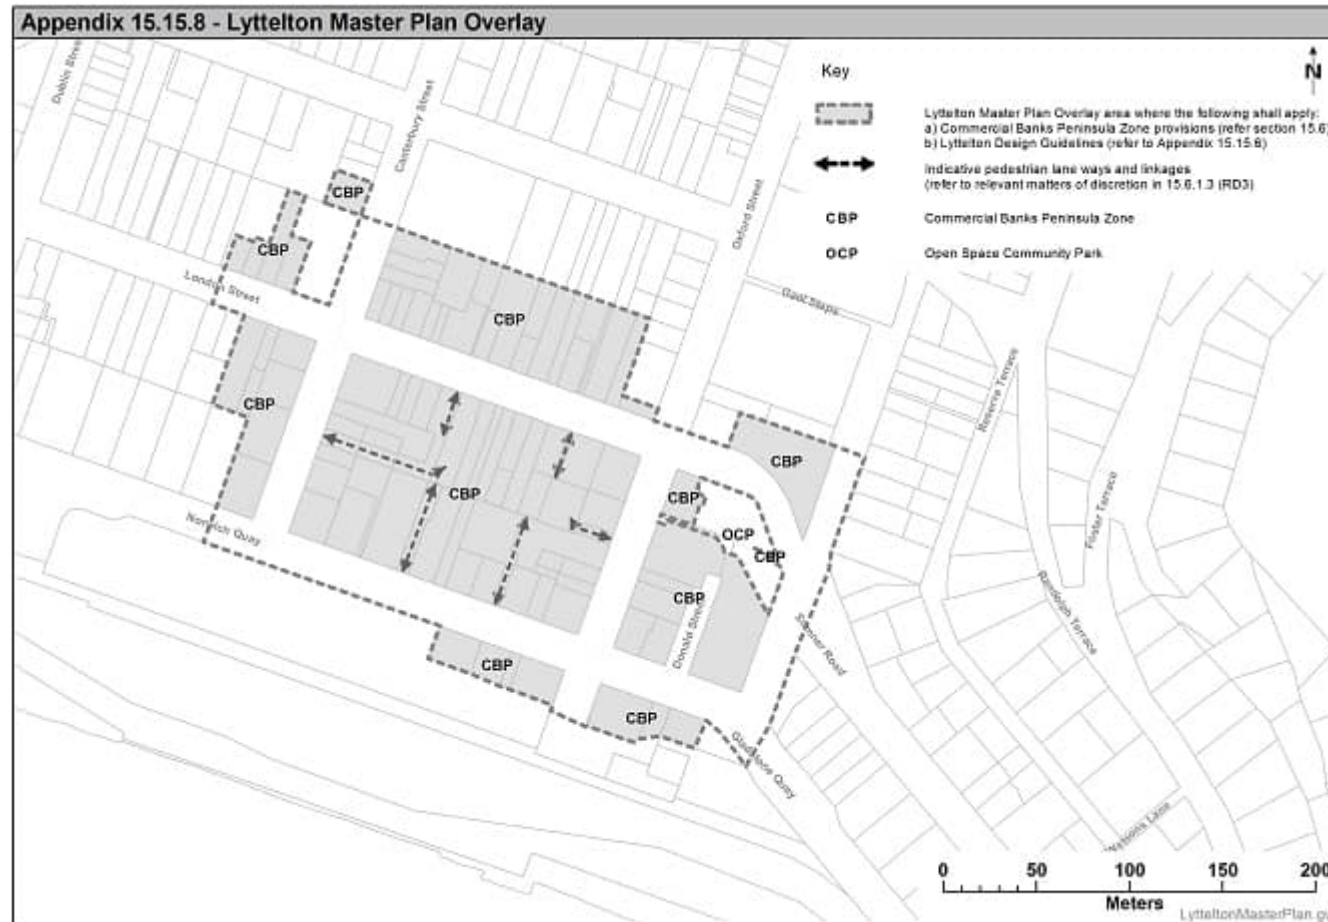 Appendix 15.15.8 - Lyttelton Master Plan Overlay
Key
N
Lyttelton Master Plan Overlay area where the following shall apply:
a) Commercial Banks Peninsula Zone provisions (refer section 15.6)
b) Lyttelton Design Guidelines (refer to Appendix 15.15.6)
Indicative pedestrian lane ways and linkages
(refer to relevant matters of discretion in 15.6.1.3 (RD3)
CBP
Commercial Banks Peninsula Zone
OCP
Open Space Community Park
Dublin Street
Canterbury Street
Oxford Street
CBP
CBP
London Street
Gaol Steps
CBP
Reserve Terrace
CBP
CBP
CBP
CBP
Foster Terrace
Norwich Quay
OCP
CBP
CBP
Donald Street
Randolph Terrace
Sumner Road
CBP
CBP
Gladstone Quay
Watsons Lane
0 50 100 150 200
Meters
LytteltonMasterPlan.g